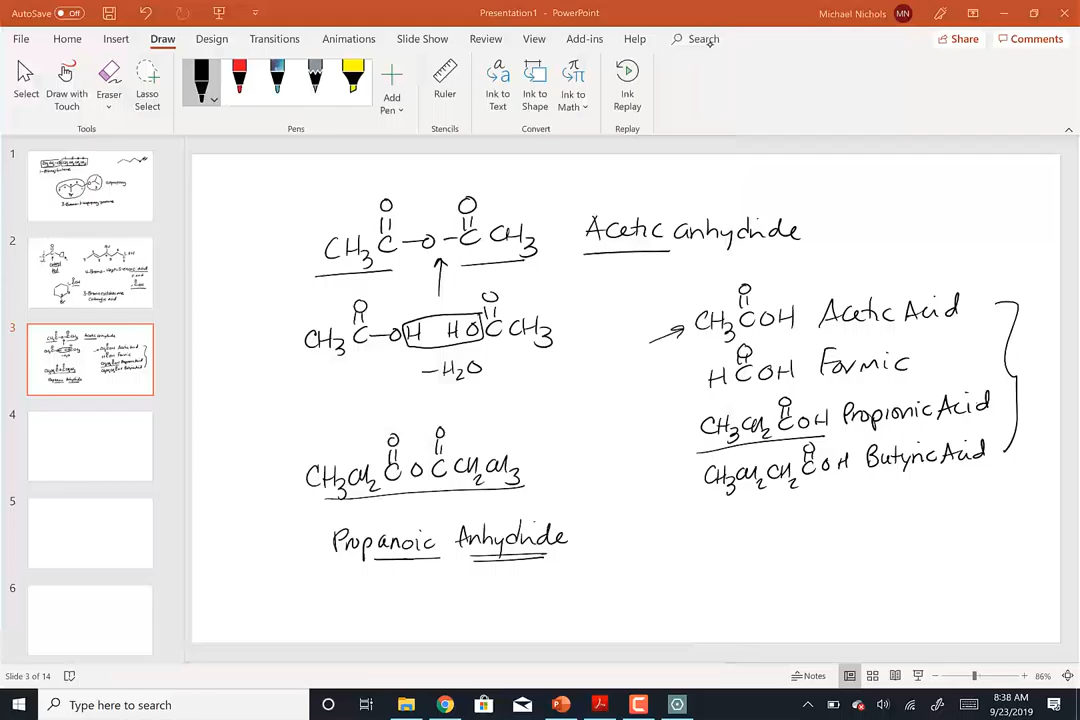 AutoSave Off
Presentation1 - PowerPoint
Michael Nichols MN
File Home Insert Draw Design Transitions Animations Slide Show Review View Add-ins Help Search
Share Comments
Select Draw with Touch Eraser Lasso Select
Add Pen
Ruler
Ink to Text Ink to Shape Ink to Math
Ink Replay
Tools Pens Stencils Convert Replay
1
2
3
4
5
6
O O
CH3C-O-CCH3 Acetic anhydride
O O
CH3C-OH HOCCH3
-H2O
O
CH3COH Acetic Acid
O
HCOH Formic
O
CH3CH2COH Propionic Acid
O
CH3CH2CH2COH Butyric Acid
O O
CH3CH2COCCH2CH3
Propanoic Anhydride
Slide 3 of 14
Notes
86%
Type here to search
8:38 AM
9/23/2019